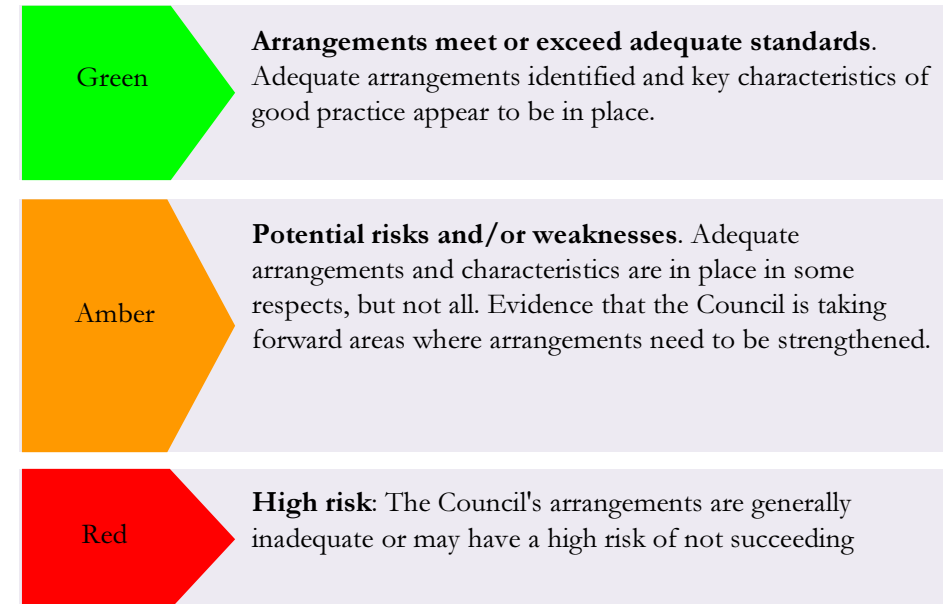 Green
Arrangements meet or exceed adequate standards.
Adequate arrangements identified and key characteristics of
good practice appear to be in place.
Amber
Potential risks and/or weaknesses. Adequate
arrangements and characteristics are in place in some
respects, but not all. Evidence that the Council is taking
forward areas where arrangements need to be strengthened.
Red
High risk: The Council's arrangements are generally
inadequate or may have a high risk of not succeeding